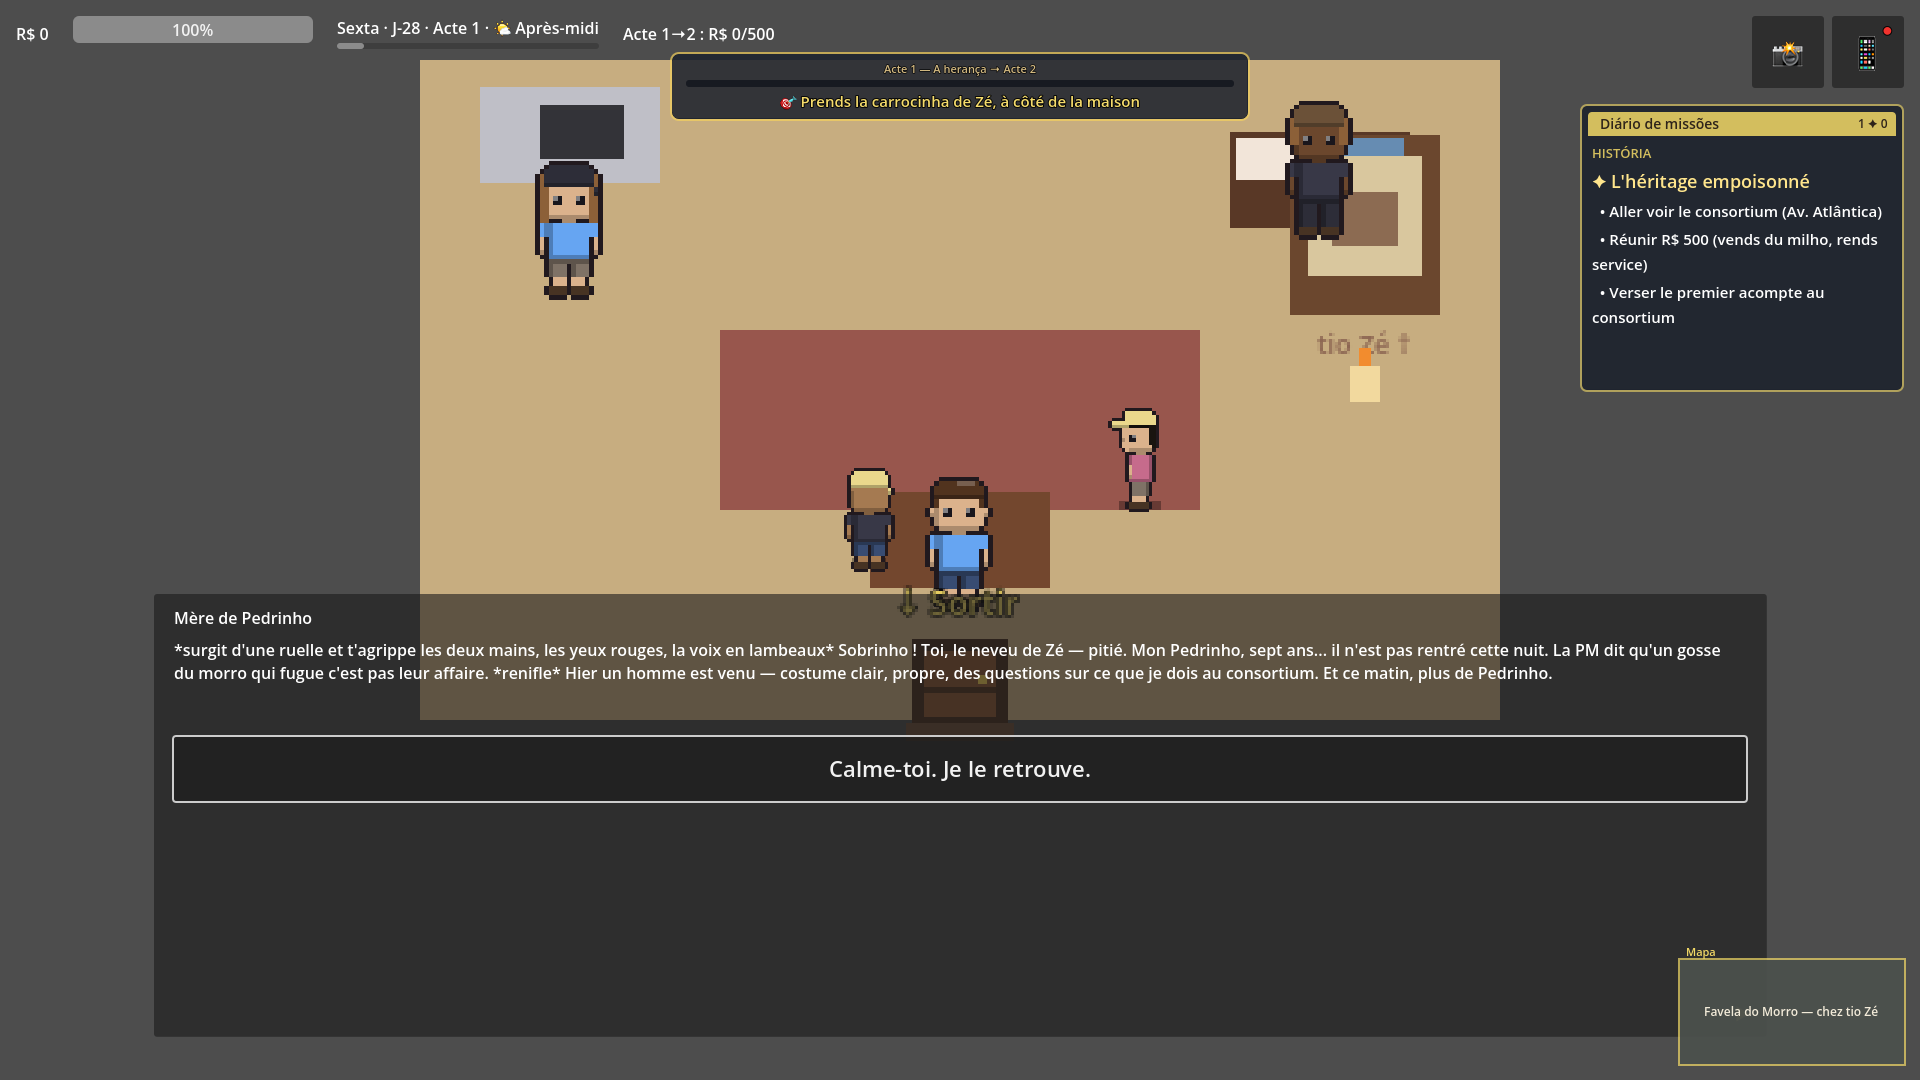 R$ 0
100%
Sexta · J-28 · Acte 1 · Après-midi
Acte 1→2 : R$ 0/500
Acte 1 — A herança → Acte 2
Prends la carrocinha de Zé, à côté de la maison
Diário de missões
1 ✦ 0
HISTÓRIA
✦ L'héritage empoisonné
• Aller voir le consortium (Av. Atlântica)
• Réunir R$ 500 (vends du milho, rends
service)
• Verser le premier acompte au
consortium
tio Zé †
↓ Sortir
Mère de Pedrinho
*surgit d'une ruelle et t'agrippe les deux mains, les yeux rouges, la voix en lambeaux* Sobrinho ! Toi, le neveu de Zé — pitié. Mon Pedrinho, sept ans... il n'est pas rentré cette nuit. La PM dit qu'un gosse
du morro qui fugue c'est pas leur affaire. *renifle* Hier un homme est venu — costume clair, propre, des questions sur ce que je dois au consortium. Et ce matin, plus de Pedrinho.
Calme-toi. Je le retrouve.
Mapa
Favela do Morro — chez tio Zé